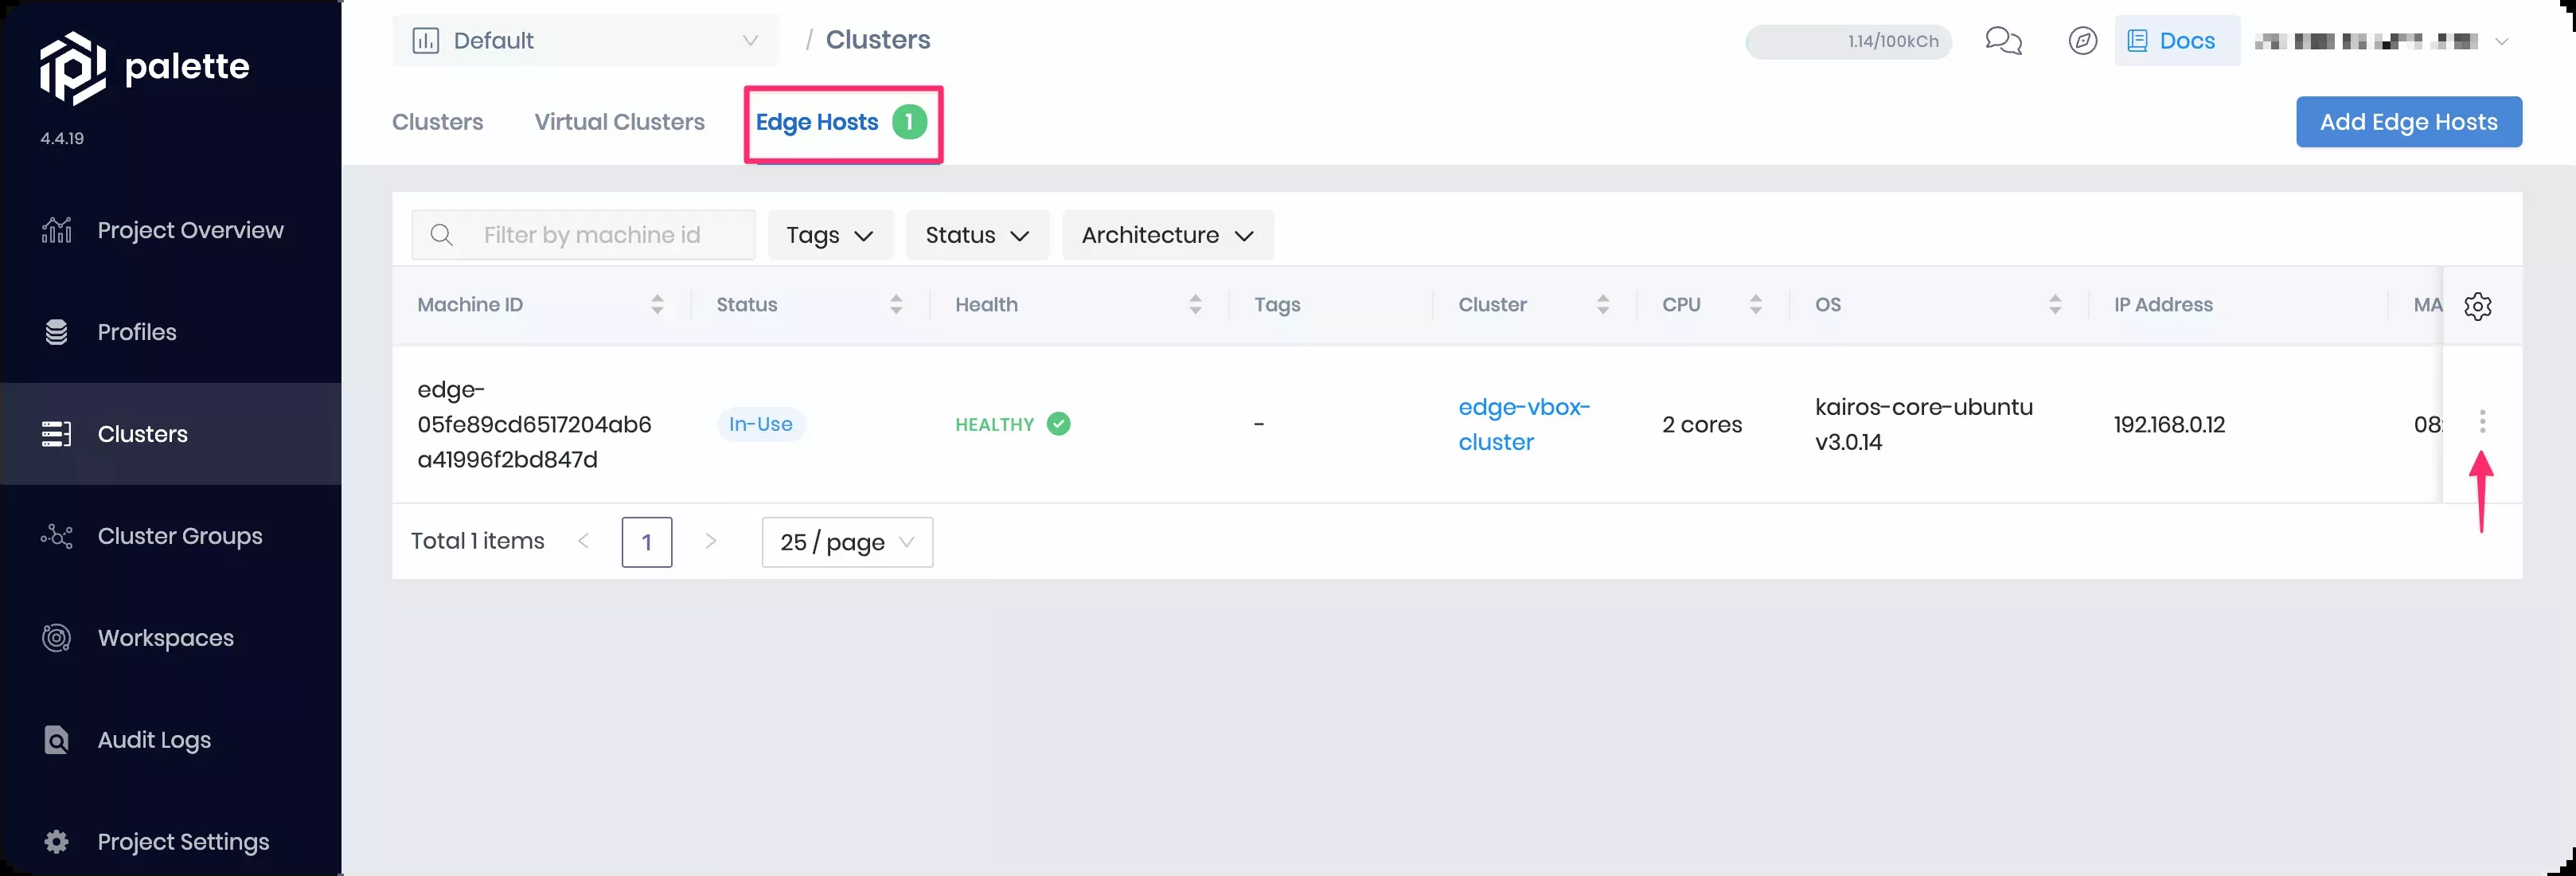 palette
4.4.19
Project Overview
Profiles
Clusters
Cluster Groups
Workspaces
Audit Logs
Project Settings
Default / Clusters
1.14/100kCh
Docs
Clusters Virtual Clusters Edge Hosts 1
Add Edge Hosts
Filter by machine id Tags Status Architecture
Machine ID Status Health Tags Cluster CPU OS IP Address MA
edge-
05fe89cd6517204ab6
a41996f2bd847d
In-Use
HEALTHY
-
edge-vbox-
cluster
2 cores
kairos-core-ubuntu
v3.0.14
192.168.0.12
08:
Total 1 items < 1 > 25 / page